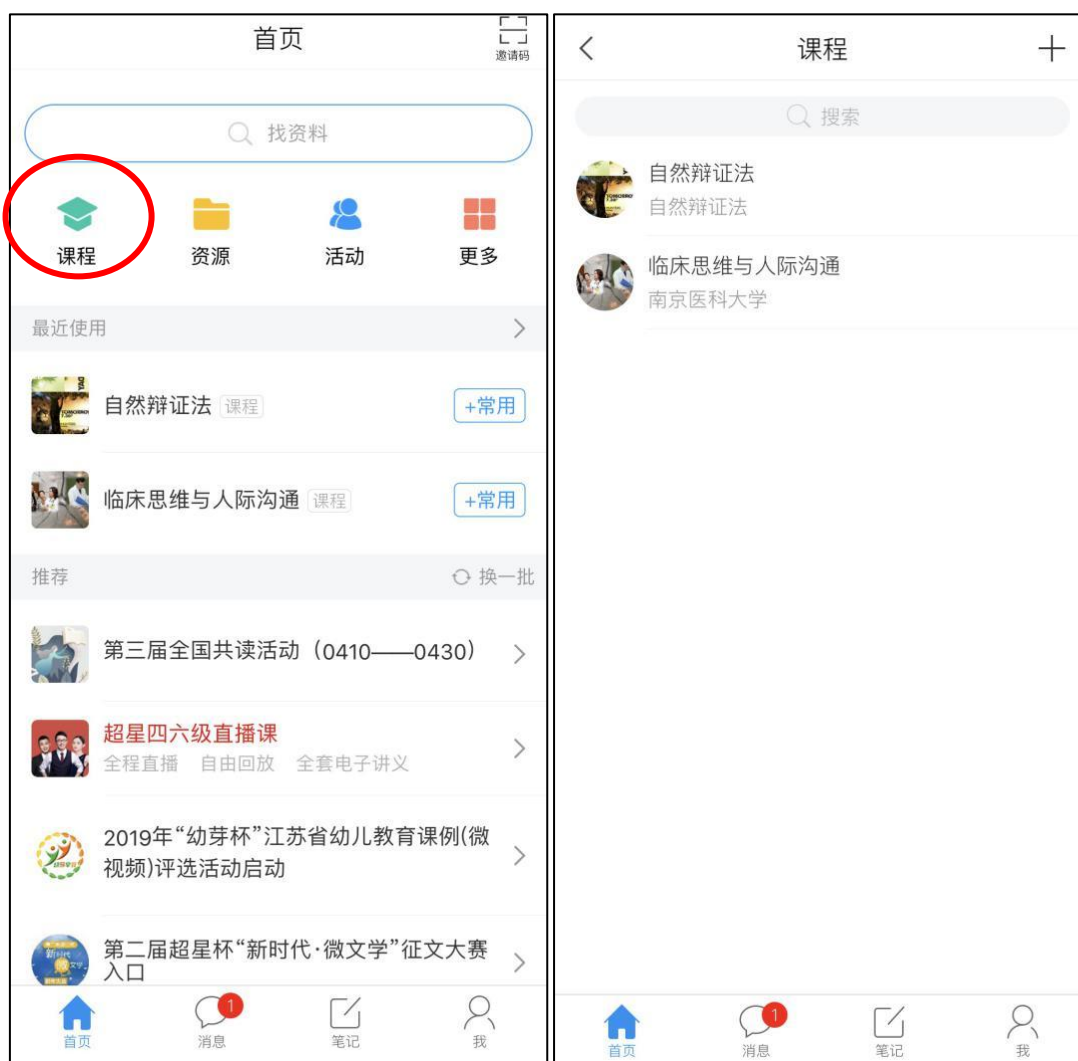 首页
邀请码
找资料
课程
资源
活动
更多
最近使用
自然辩证法 课程
+常用
临床思维与人际沟通 课程
+常用
推荐
换一批
第三届全国共读活动（0410——0430）
超星四六级直播课
全程直播 自由回放 全套电子讲义
2019年“幼芽杯”江苏省幼儿教育课例(微
视频)评选活动启动
第二届超星杯“新时代·微文学”征文大赛
入口
首页
1
消息
笔记
我
课程
搜索
自然辩证法
自然辩证法
临床思维与人际沟通
南京医科大学
首页
1
消息
笔记
我